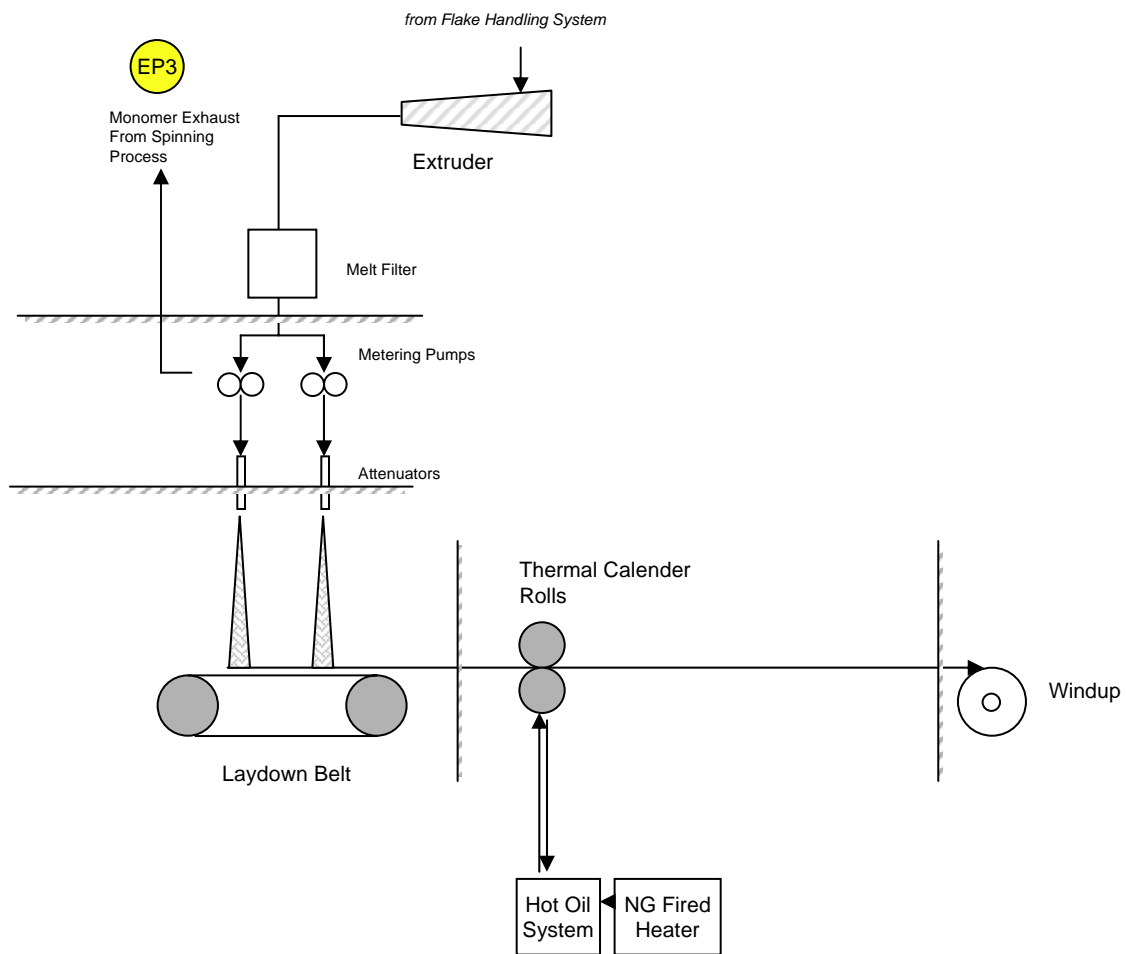 from Flake Handling System
EP3
Monomer Exhaust
From Spinning
Process
Extruder
Melt Filter
Metering Pumps
Attenuators
Thermal Calender
Rolls
Windup
Laydown Belt
Hot Oil
System
NG Fired
Heater